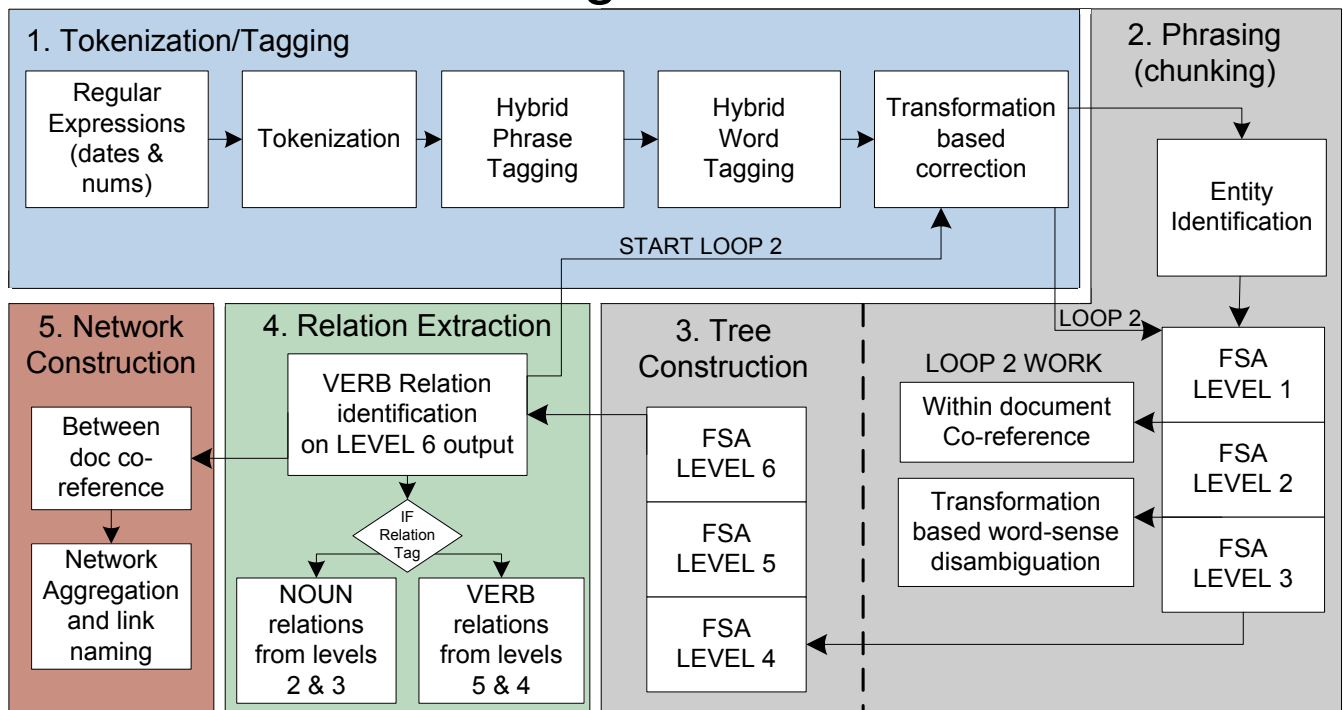 1. Tokenization/Tagging
Regular
Expressions
(dates &
nums)
Tokenization
Hybrid
Phrase
Tagging
Hybrid
Word
Tagging
Transformation
based
correction
START LOOP 2
2. Phrasing
(chunking)
Entity
Identification
LOOP 2
FSA
LEVEL 1
FSA
LEVEL 2
FSA
LEVEL 3
LOOP 2 WORK
Within document
Co-reference
Transformation
based word-sense
disambiguation
3. Tree
Construction
FSA
LEVEL 6
FSA
LEVEL 5
FSA
LEVEL 4
4. Relation Extraction
VERB Relation
identification
on LEVEL 6 output
IF
Relation
Tag
NOUN
relations
from levels
2 & 3
VERB
relations
from levels
5 & 4
5. Network
Construction
Between
doc co-
reference
Network
Aggregation
and link
naming